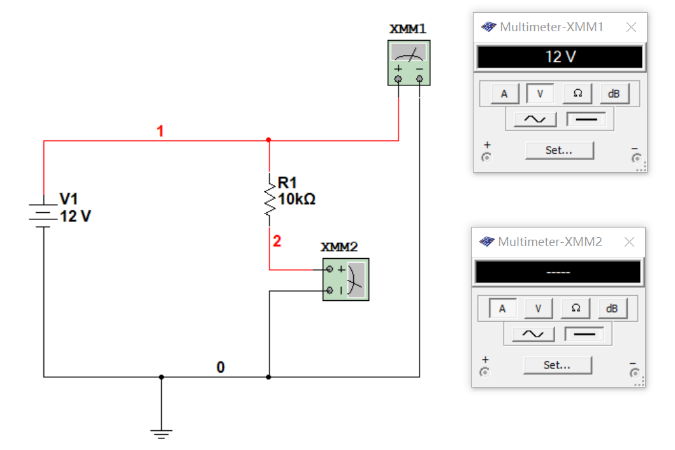 XMM1
+ −
1
V1
12 V
R1
10kΩ
2
XMM2
+
−
0
Multimeter-XMM1
12 V
A V Ω dB
+ −
Set...
Multimeter-XMM2
-----
A V Ω dB
+ −
Set...